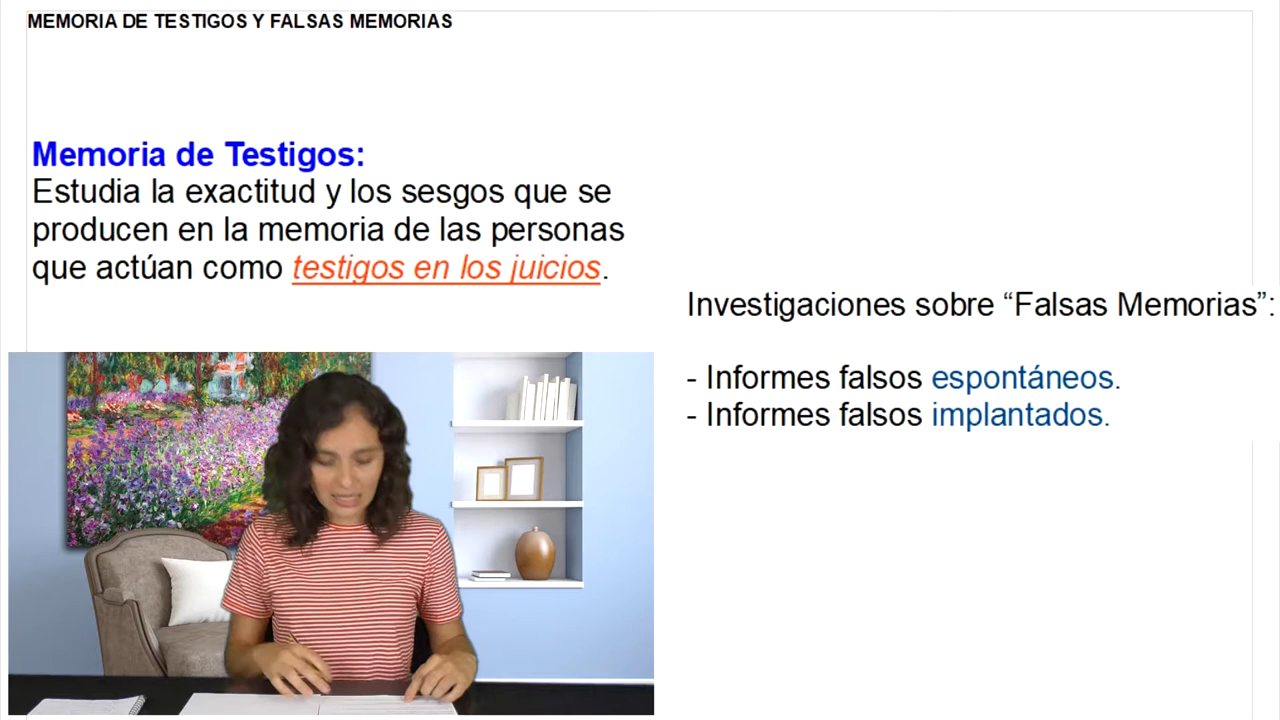 MEMORIA DE TESTIGOS Y FALSAS MEMORIAS
Memoria de Testigos:
Estudia la exactitud y los sesgos que se
producen en la memoria de las personas
que actúan como testigos en los juicios.
Investigaciones sobre “Falsas Memorias”:
- Informes falsos espontáneos.
- Informes falsos implantados.